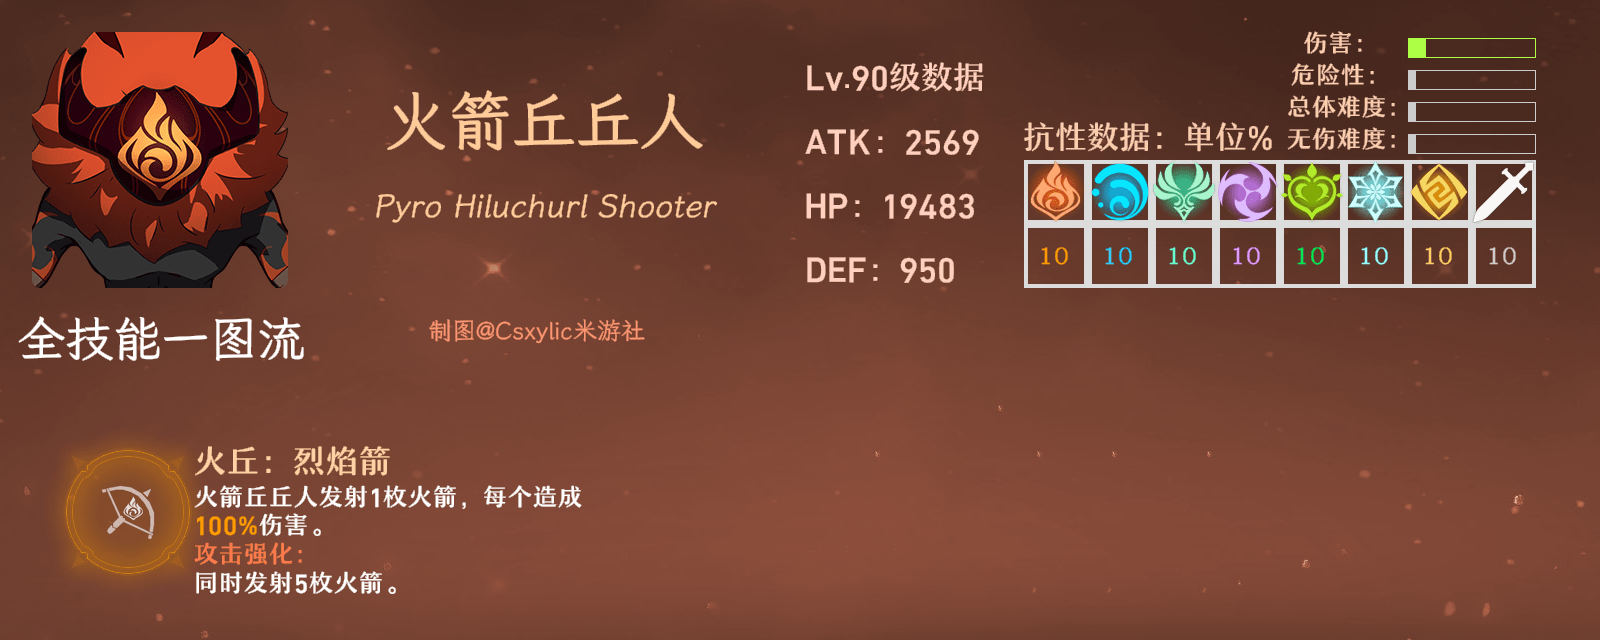 火箭丘丘人
Pyro Hiluchurl Shooter
全技能一图流
制图@Csxylic米游社
Lv.90级数据
ATK：2569
HP：19483
DEF：950
伤害：
危险性：
总体难度：
无伤难度：
抗性数据：单位%
10 10 10 10 10 10 10 10
火丘：烈焰箭
火箭丘丘人发射1枚火箭，每个造成
100%伤害。
攻击强化：
同时发射5枚火箭。